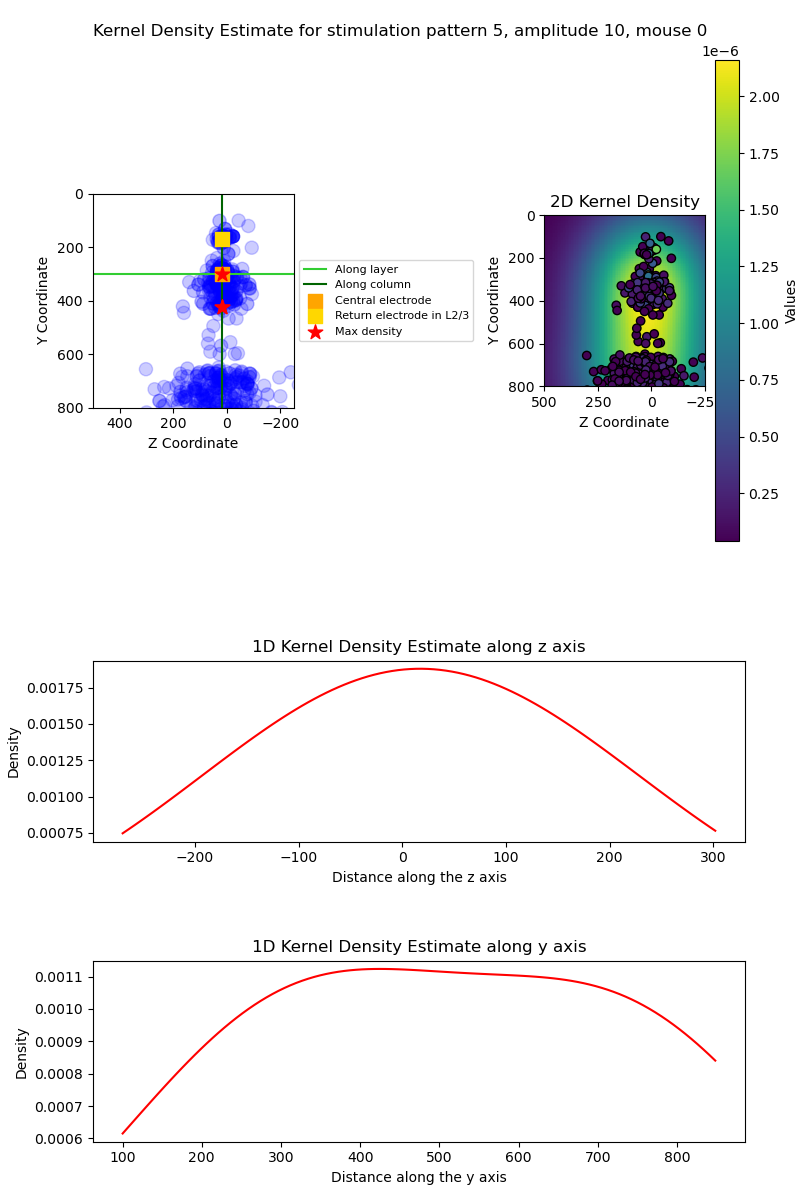 Kernel Density Estimate for stimulation pattern 5, amplitude 10, mouse 0
0
200
400
600
800
Y Coordinate
400
200
0
−200
Z Coordinate
Along layer
Along column
Central electrode
Return electrode in L2/3
Max density
2D Kernel Density
0
200
400
600
800
Y Coordinate
500
250
0
−25
Z Coordinate
1e−6
2.00
1.75
1.50
1.25
1.00
0.75
0.50
0.25
Values
1D Kernel Density Estimate along z axis
0.00175
0.00150
0.00125
0.00100
0.00075
Density
−200
−100
0
100
200
300
Distance along the z axis
1D Kernel Density Estimate along y axis
0.0011
0.0010
0.0009
0.0008
0.0007
0.0006
Density
100
200
300
400
500
600
700
800
Distance along the y axis